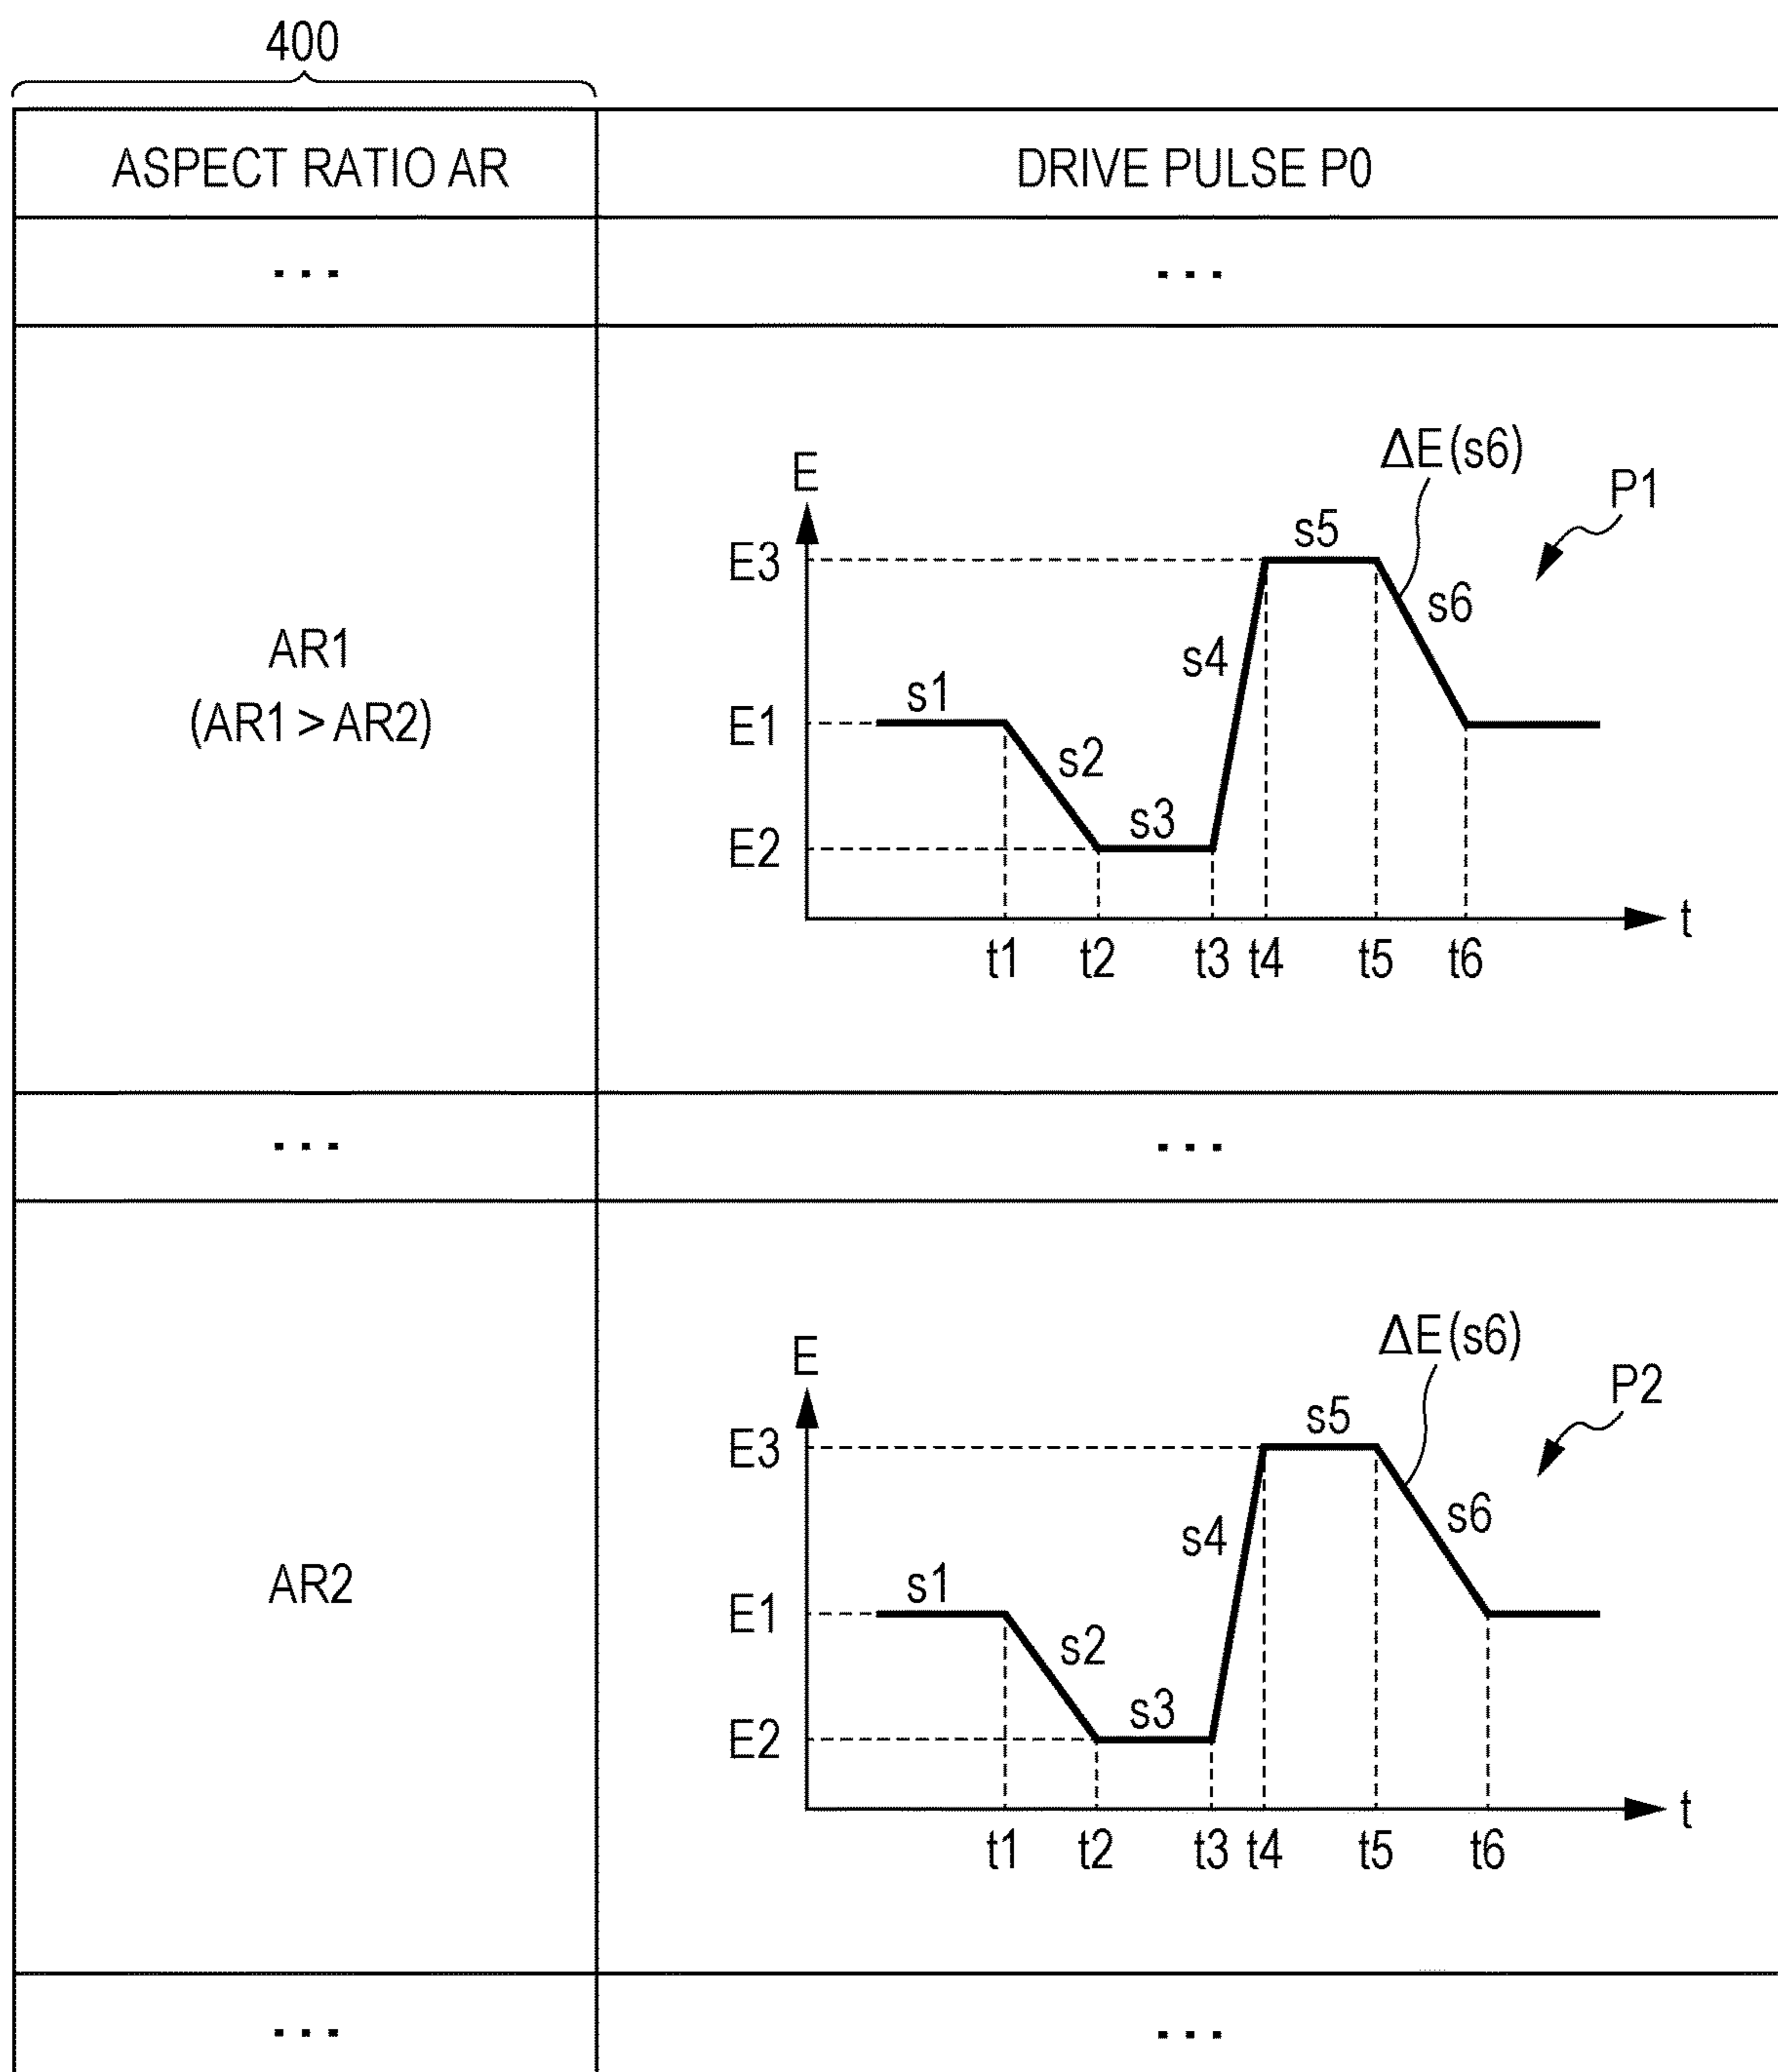 400
ASPECT RATIO AR
DRIVE PULSE P0
...
...
AR1
(AR1 > AR2)
E
ΔE(s6)
P1
E3
s5
s6
s4
E1
s1
s2
s3
E2
t
t1
t2
t3
t4
t5
t6
...
...
AR2
E
ΔE(s6)
P2
E3
s5
s6
s4
E1
s1
s2
s3
E2
t
t1
t2
t3
t4
t5
t6
...
...